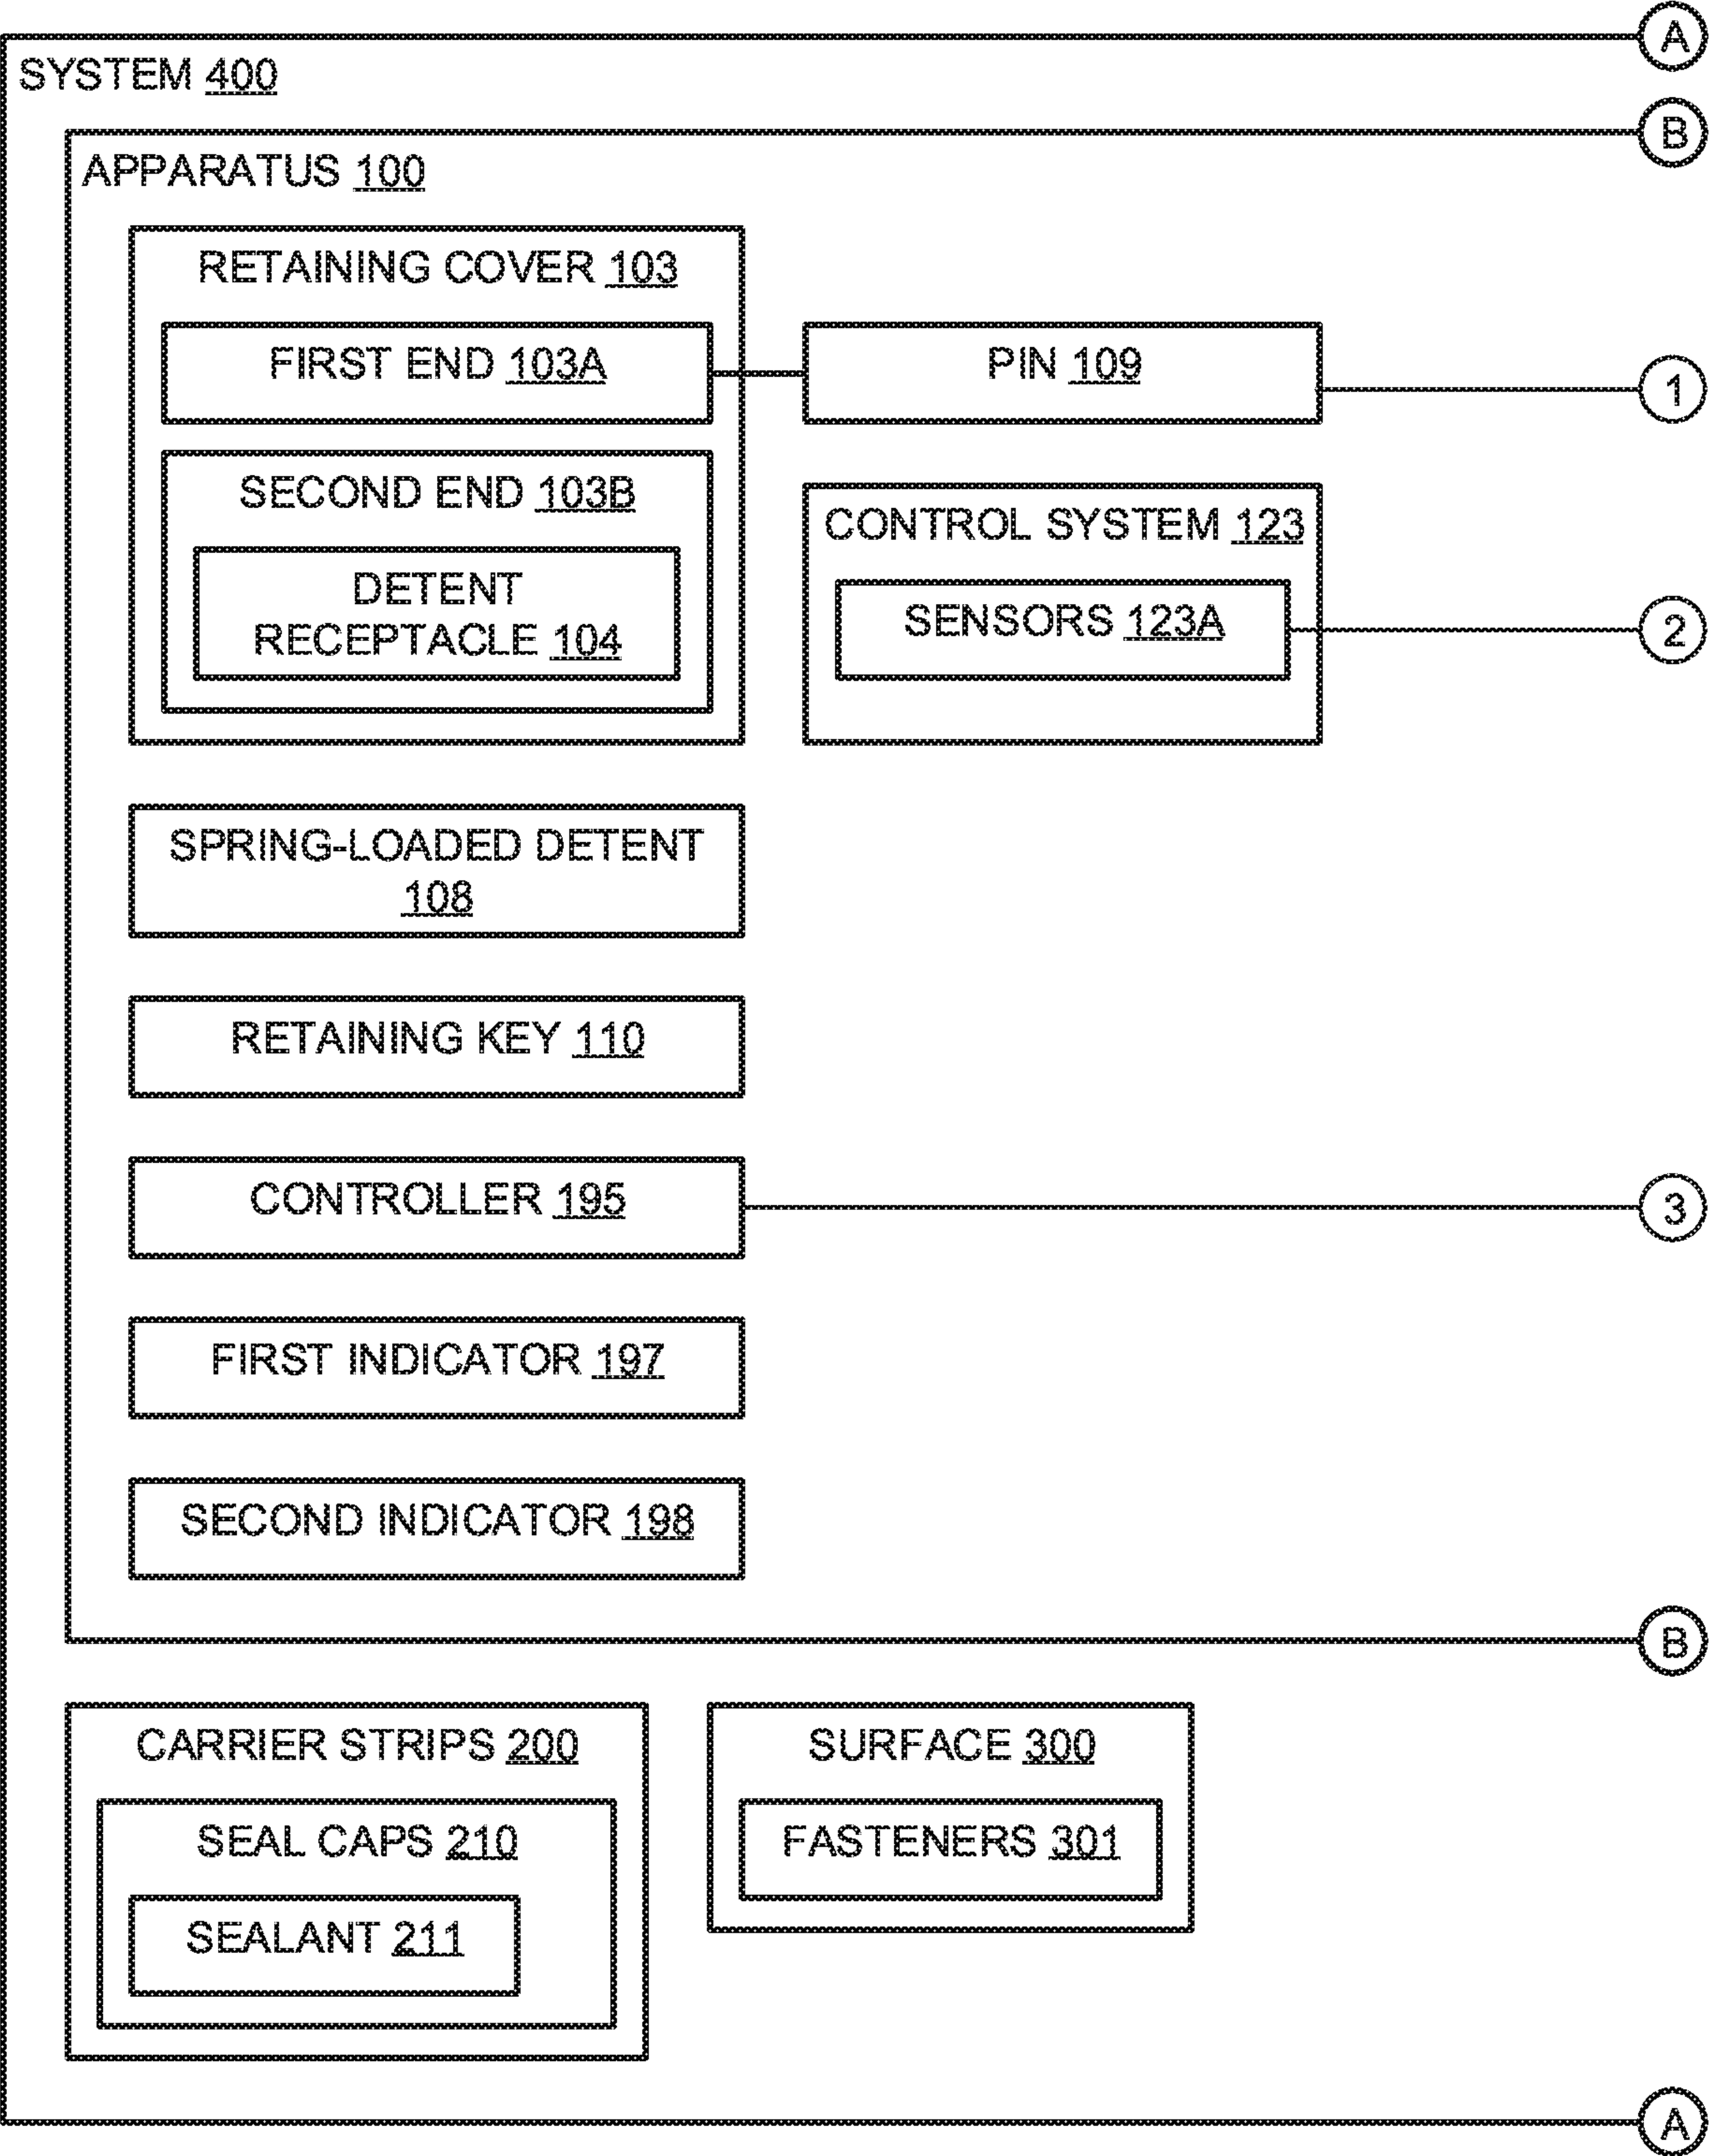 A
SYSTEM 400
B
APPARATUS 100
RETAINING COVER 103
FIRST END 103A
PIN 109
1
SECOND END 103B
CONTROL SYSTEM 123
DETENT
RECEPTACLE 104
SENSORS 123A
2
SPRING-LOADED DETENT
108
RETAINING KEY 110
CONTROLLER 195
3
FIRST INDICATOR 197
SECOND INDICATOR 198
B
CARRIER STRIPS 200
SURFACE 300
SEAL CAPS 210
FASTENERS 301
SEALANT 211
A